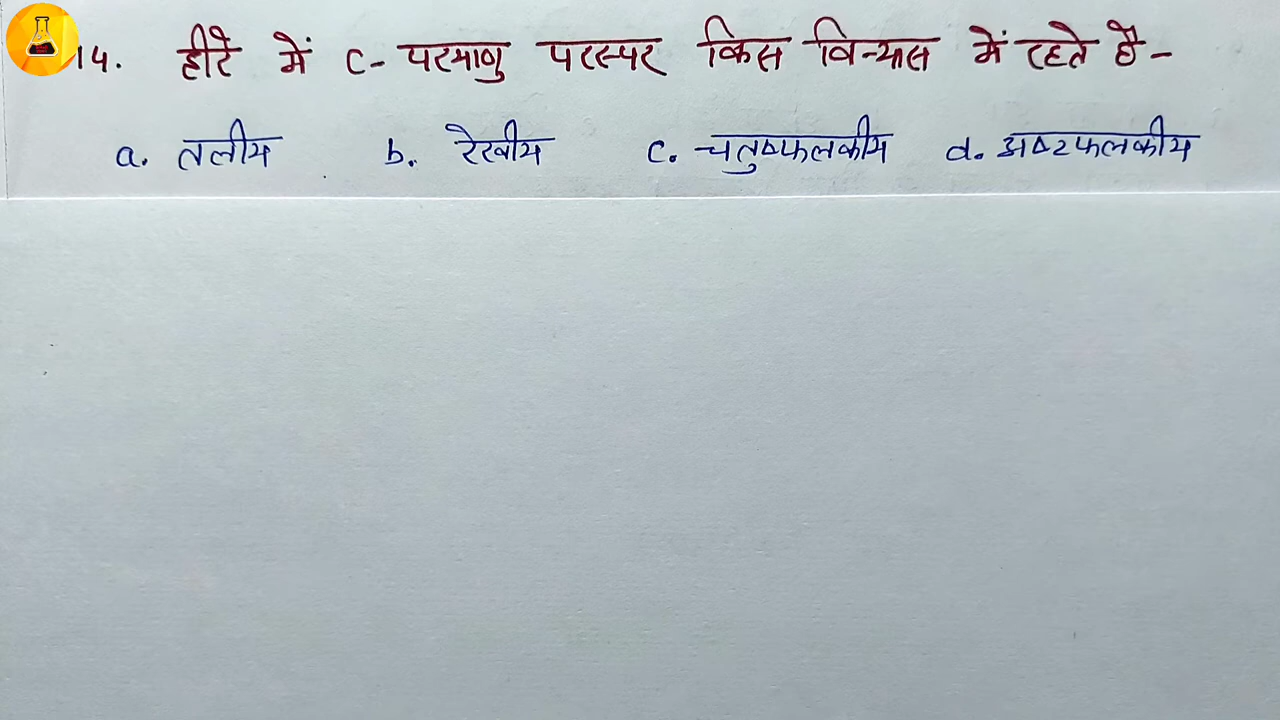 14. हीरे में C- परमाणु परस्पर किस विन्यास में रहते है -
a. तलीय b. रेखीय c. चतुष्फलकीय d. अष्टफलकीय